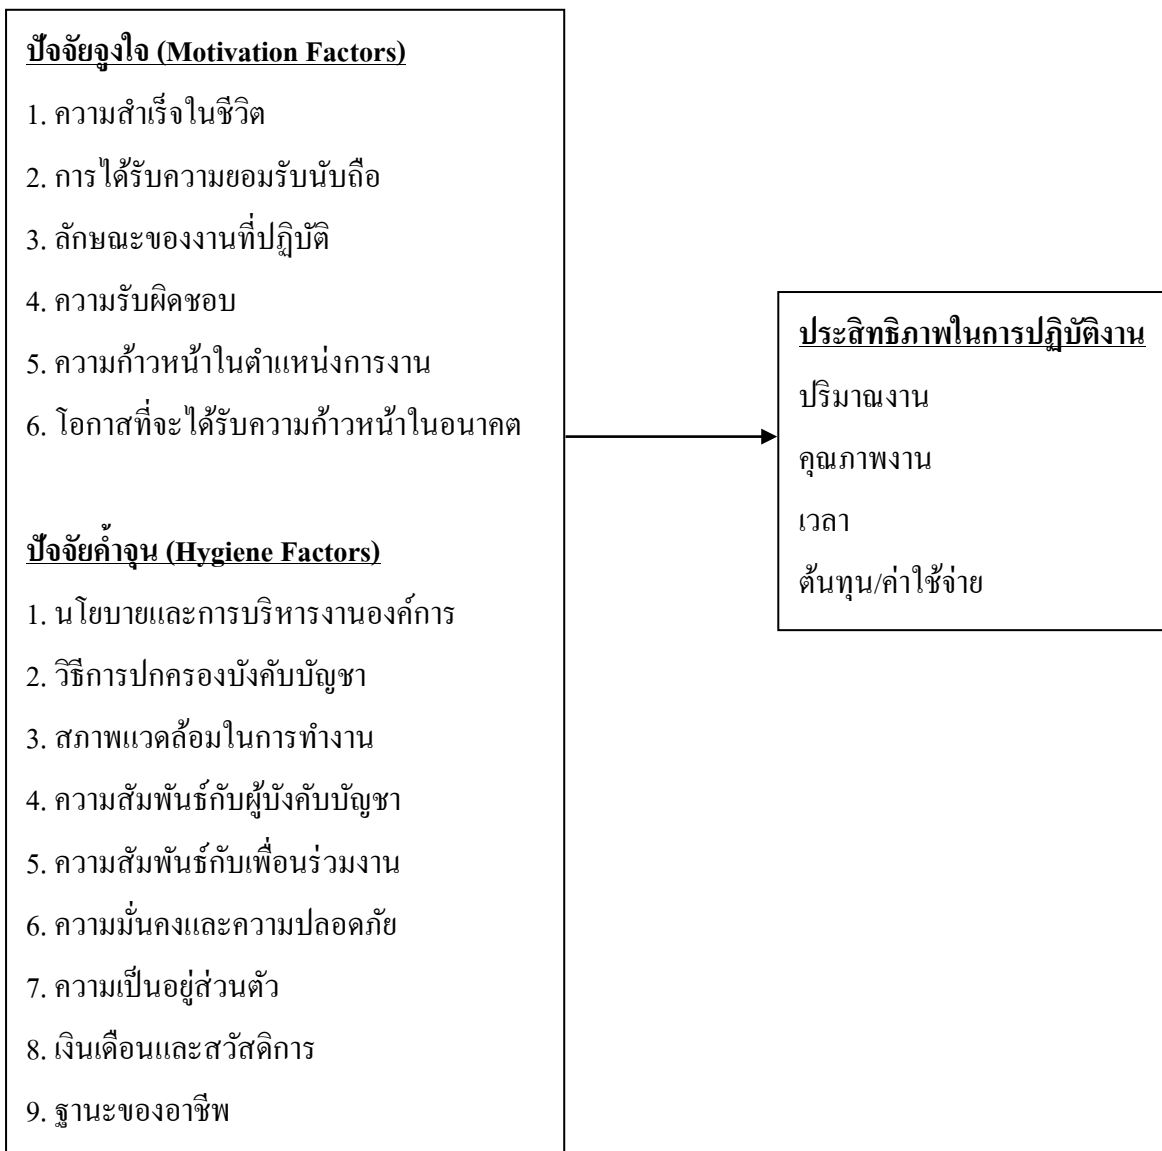 ปัจจัยจูงใจ (Motivation Factors)
1. ความสำเร็จในชีวิต
2. การได้รับความยอมรับนับถือ
3. ลักษณะของงานที่ปฏิบัติ
4. ความรับผิดชอบ
5. ความก้าวหน้าในตำแหน่งการงาน
6. โอกาสที่จะได้รับความก้าวหน้าในอนาคต
ปัจจัยค้ำจุน (Hygiene Factors)
1. นโยบายและการบริหารงานองค์การ
2. วิธีการปกครองบังคับบัญชา
3. สภาพแวดล้อมในการทำงาน
4. ความสัมพันธ์กับผู้บังคับบัญชา
5. ความสัมพันธ์กับเพื่อนร่วมงาน
6. ความมั่นคงและความปลอดภัย
7. ความเป็นอยู่ส่วนตัว
8. เงินเดือนและสวัสดิการ
9. ฐานะของอาชีพ
ประสิทธิภาพในการปฏิบัติงาน
ปริมาณงาน
คุณภาพงาน
เวลา
ต้นทุน/ค่าใช้จ่าย